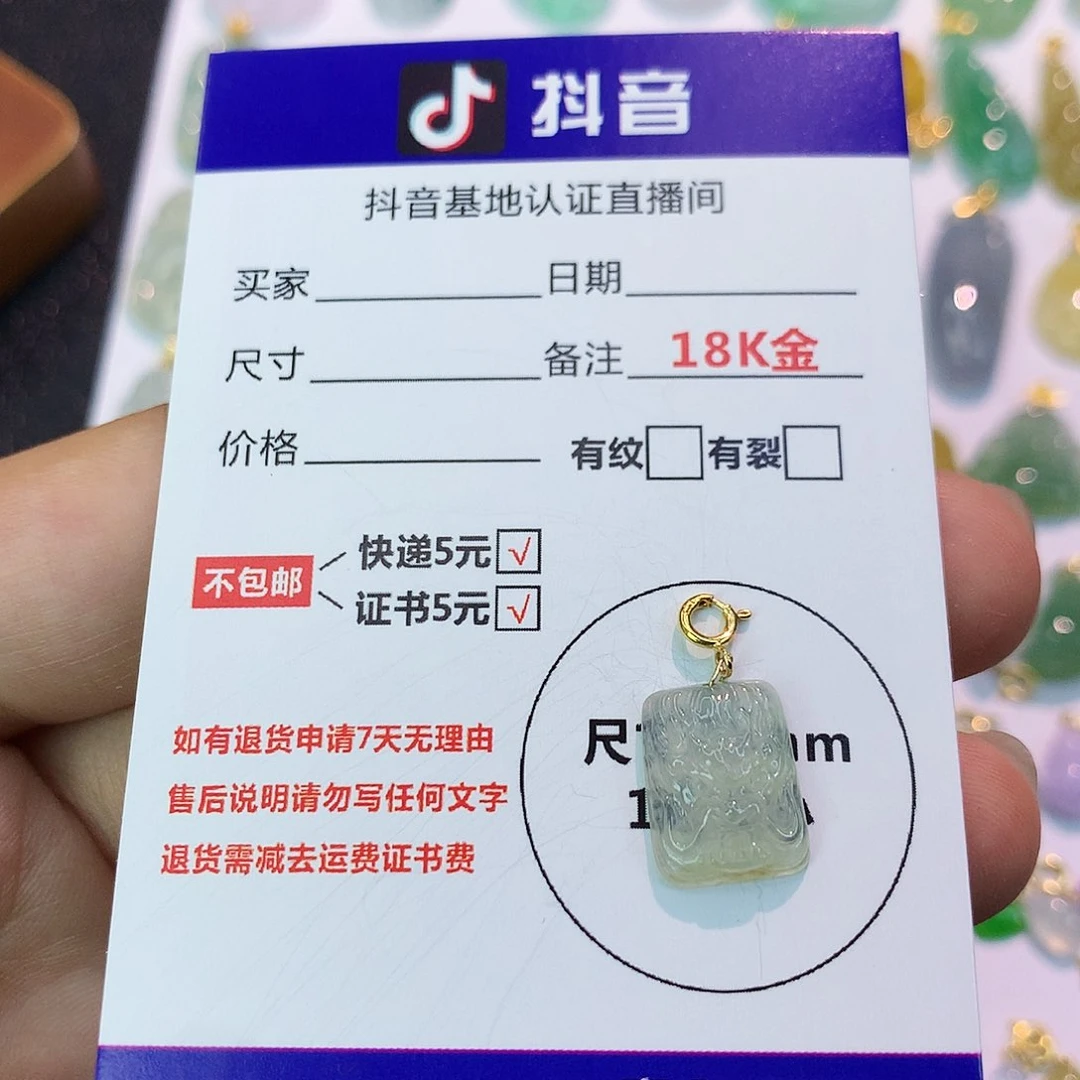 抖音
抖音基地认证直播间
买家 日期
尺寸 备注 18K金
价格 有纹 有裂
不包邮
快递5元 √
证书5元 √
如有退货申请7天无理由
售后说明请勿写任何文字
退货需减去运费证书费
尺 mm
1